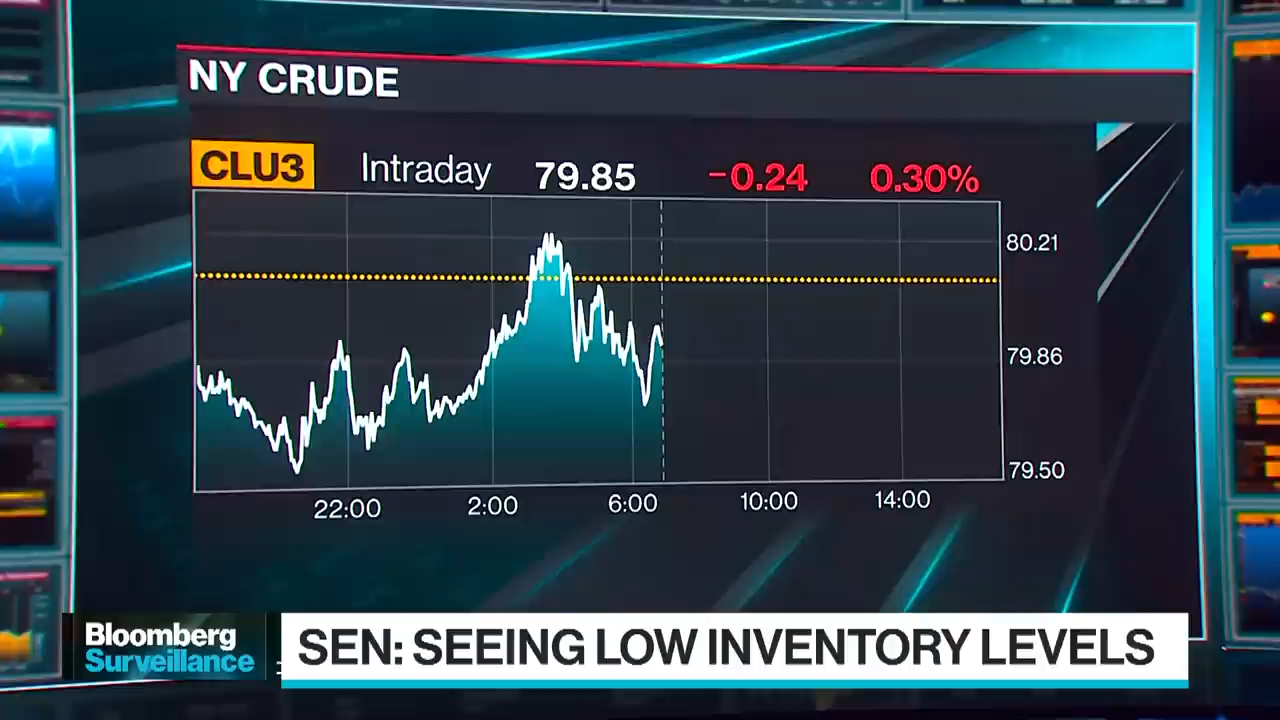 NY CRUDE
CLU3 Intraday 79.85 -0.24 0.30%
80.21
79.86
79.50
22:00 2:00 6:00 10:00 14:00
Bloomberg
Surveillance
SEN: SEEING LOW INVENTORY LEVELS